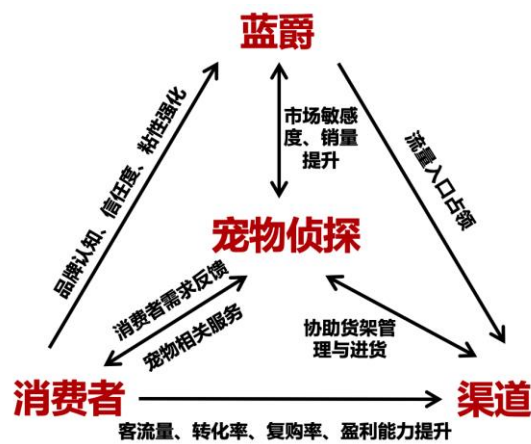 蓝爵
市场敏感
度、销量
提升
品牌认知、信任度、粘性强化
流量入口占领
宠物侦探
消费者需求反馈
宠物相关服务
协助货架管
理与进货
消费者
渠道
客流量、转化率、复购率、盈利能力提升